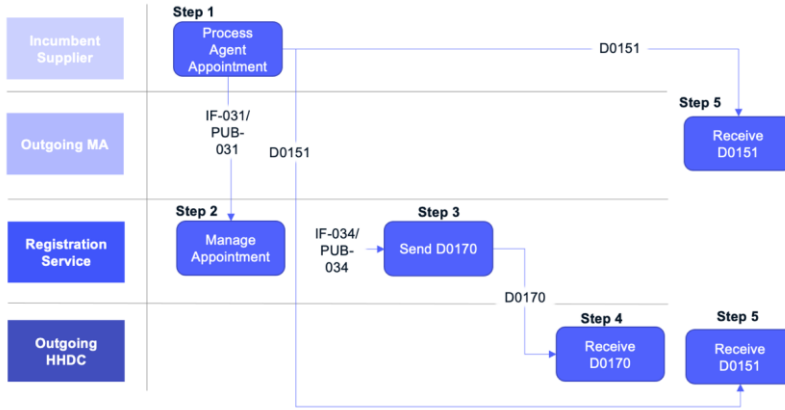 Step 1
Incumbent
Supplier
Process
Agent
Appointment
D0151
IF-031/
PUB-
031
D0151
Step 5
Outgoing MA
Receive
D0151
Step 2
Step 3
Registration
Service
Manage
Appointment
IF-034/
PUB-
034
Send D0170
D0170
Step 4
Step 5
Outgoing
HHDC
Receive
D0170
Receive
D0151